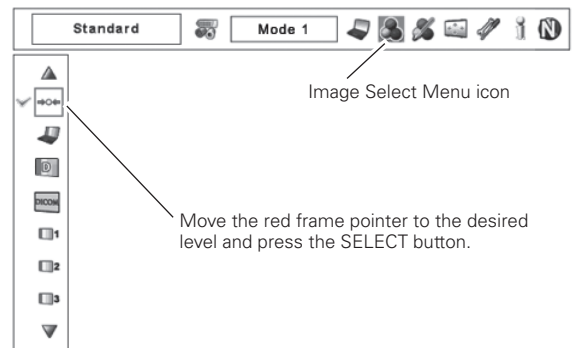 Standard
Mode 1
N
Image Select Menu icon
D
Move the red frame pointer to the desired
level and press the SELECT button.
DICOM
1
2
3